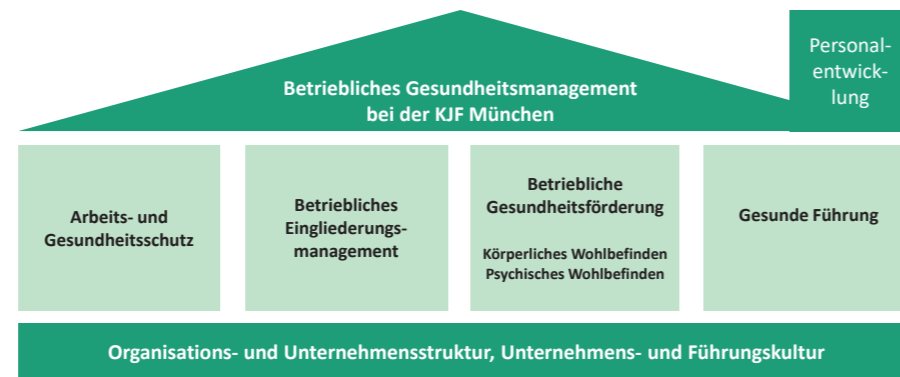 Personal-
entwick-
lung
Betriebliches Gesundheitsmanagement
bei der KJF München
Arbeits- und
Gesundheitsschutz
Betriebliches
Eingliederungs-
management
Betriebliche
Gesundheitsförderung
Körperliches Wohlbefinden
Psychisches Wohlbefinden
Gesunde Führung
Organisations- und Unternehmensstruktur, Unternehmens- und Führungskultur